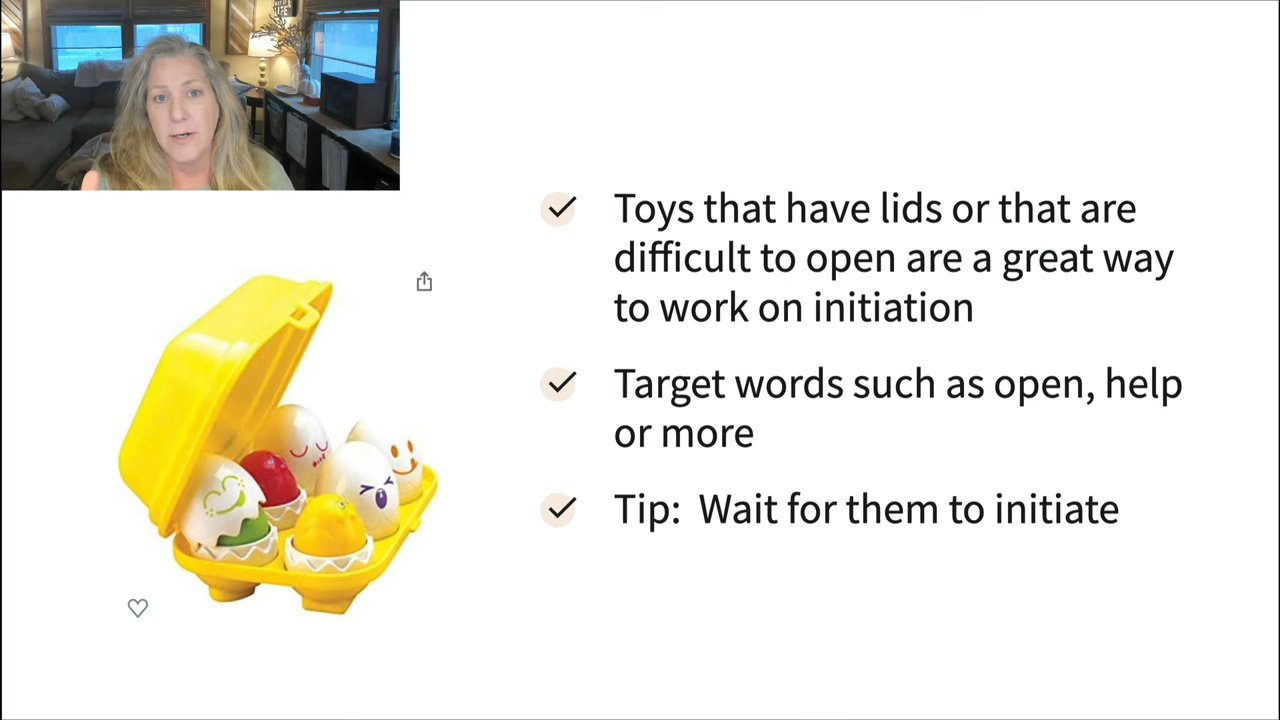 Toys that have lids or that are
difficult to open are a great way
to work on initiation
Target words such as open, help
or more
Tip: Wait for them to initiate